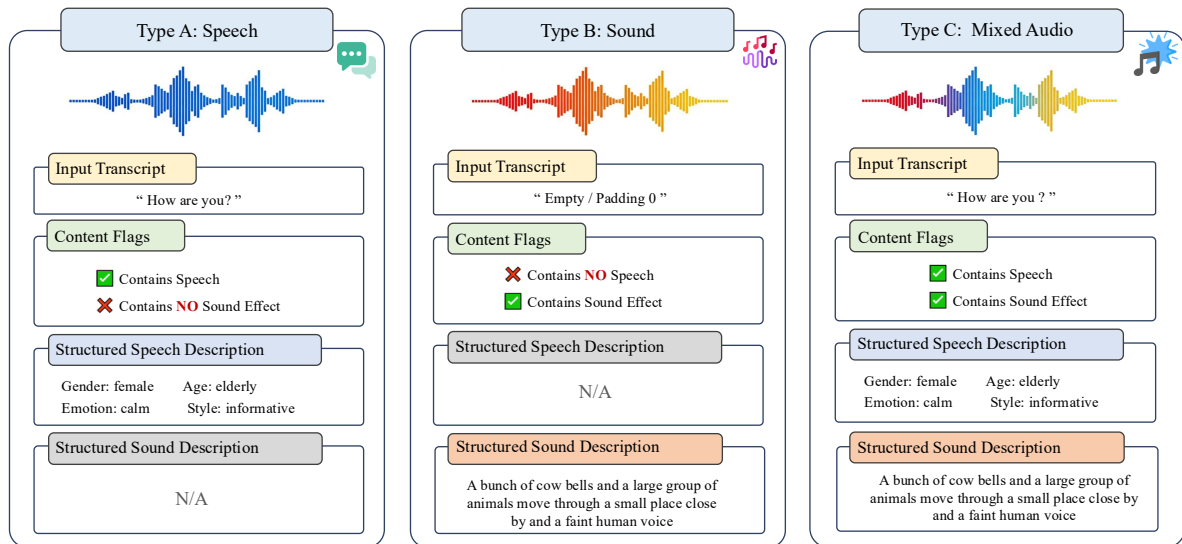 Type A: Speech
Input Transcript
“ How are you? ”
Content Flags
Contains Speech
Contains NO Sound Effect
Structured Speech Description
Gender: female Age: elderly
Emotion: calm Style: informative
Structured Sound Description
N/A
Type B: Sound
Input Transcript
“ Empty / Padding 0 ”
Content Flags
Contains NO Speech
Contains Sound Effect
Structured Speech Description
N/A
Structured Sound Description
A bunch of cow bells and a large group of
animals move through a small place close
by and a faint human voice
Type C: Mixed Audio
Input Transcript
“ How are you ? ”
Content Flags
Contains Speech
Contains Sound Effect
Structured Speech Description
Gender: female Age: elderly
Emotion: calm Style: informative
Structured Sound Description
A bunch of cow bells and a large group of
animals move through a small place close by
and a faint human voice